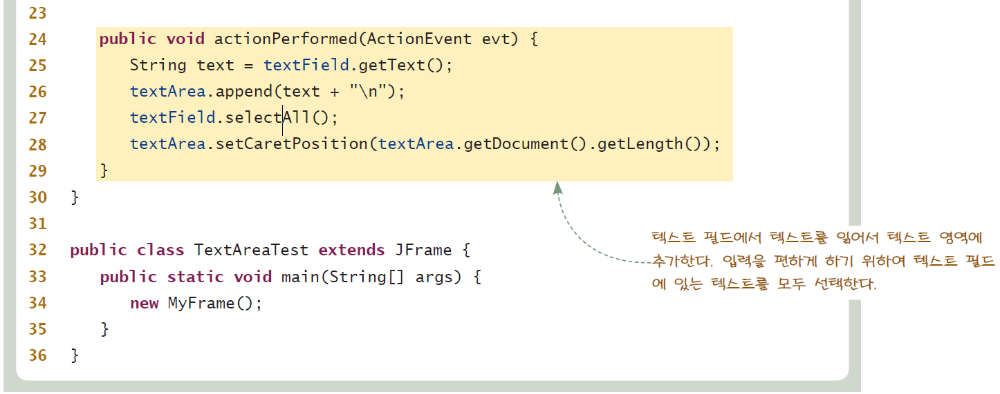 23
24 public void actionPerformed(ActionEvent evt) {
25 String text = textField.getText();
26 textArea.append(text + "\n");
27 textField.selectAll();
28 textArea.setCaretPosition(textArea.getDocument().getLength());
29 }
30 }
31
32 public class TextAreaTest extends JFrame {
33 public static void main(String[] args) {
34 new MyFrame();
35 }
36 }
텍스트 필드에서 텍스트를 읽어서 텍스트 영역에
추가한다. 입력을 편하게 하기 위하여 텍스트 필드
에 있는 텍스트를 모두 선택한다.